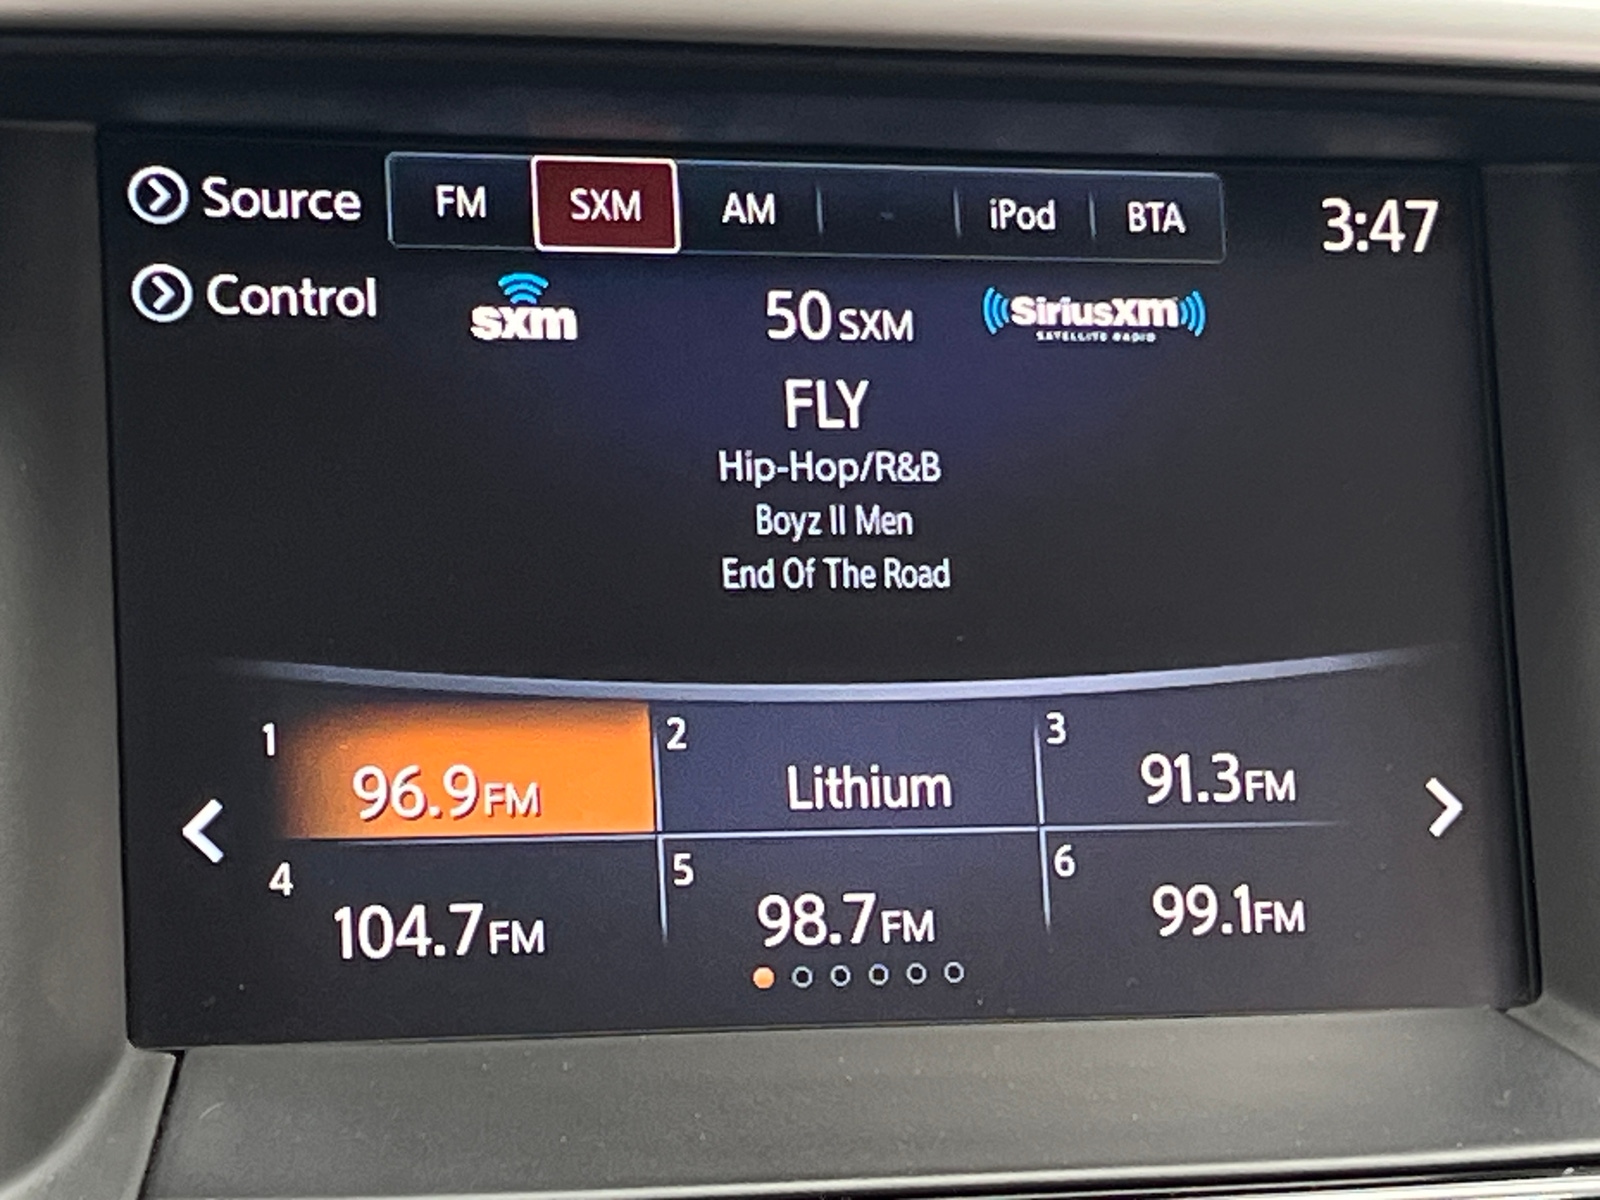 Source FM SXM AM - iPod BTA 3:47
Control sxm 50 SXM SiriusXM
SATELLITE RADIO
FLY
Hip-Hop/R&B
Boyz II Men
End Of The Road
1 96.9FM 2 Lithium 3 91.3FM
4 104.7FM 5 98.7FM 6 99.1FM